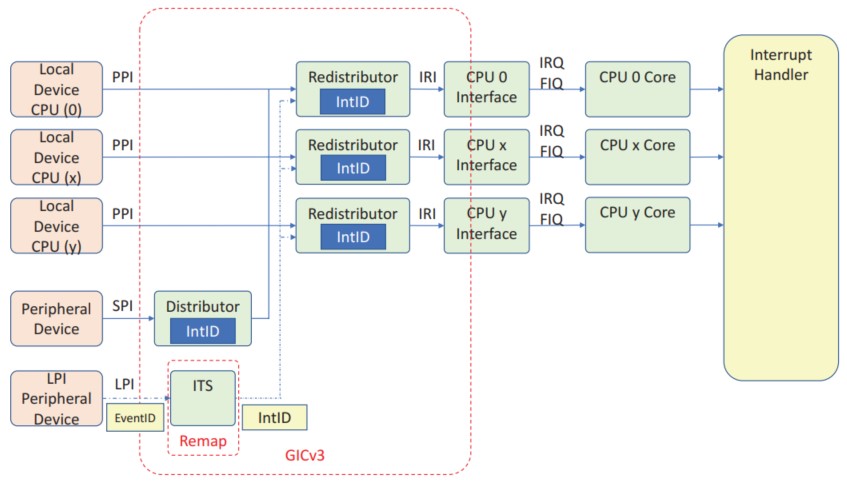 Local
Device
CPU (0)
PPI
Redistributor
IntID
IRI
CPU 0
Interface
IRQ
FIQ
CPU 0 Core
Interrupt
Handler
Local
Device
CPU (x)
PPI
Redistributor
IntID
IRI
CPU x
Interface
IRQ
FIQ
CPU x Core
Local
Device
CPU (y)
PPI
Redistributor
IntID
IRI
CPU y
Interface
IRQ
FIQ
CPU y Core
Peripheral
Device
SPI
Distributor
IntID
LPI
Peripheral
Device
LPI
EventID
ITS
Remap
IntID
GICv3